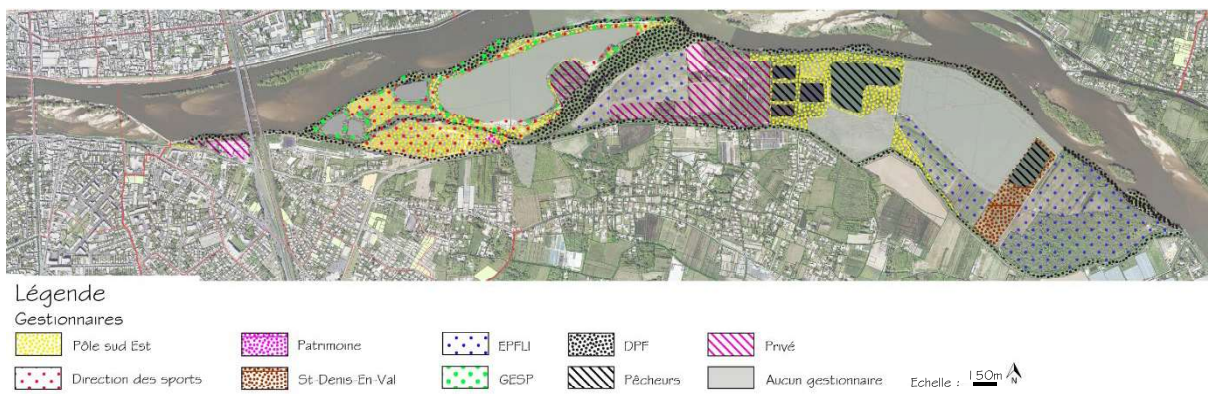 Légende
Gestionnaires
Pôle sud Est
Patrimoine
EPFLI
DPF
Privé
Direction des sports
St-Denis-En-Val
GESP
Pêcheurs
Aucun gestionnaire
Echelle : 150m
N